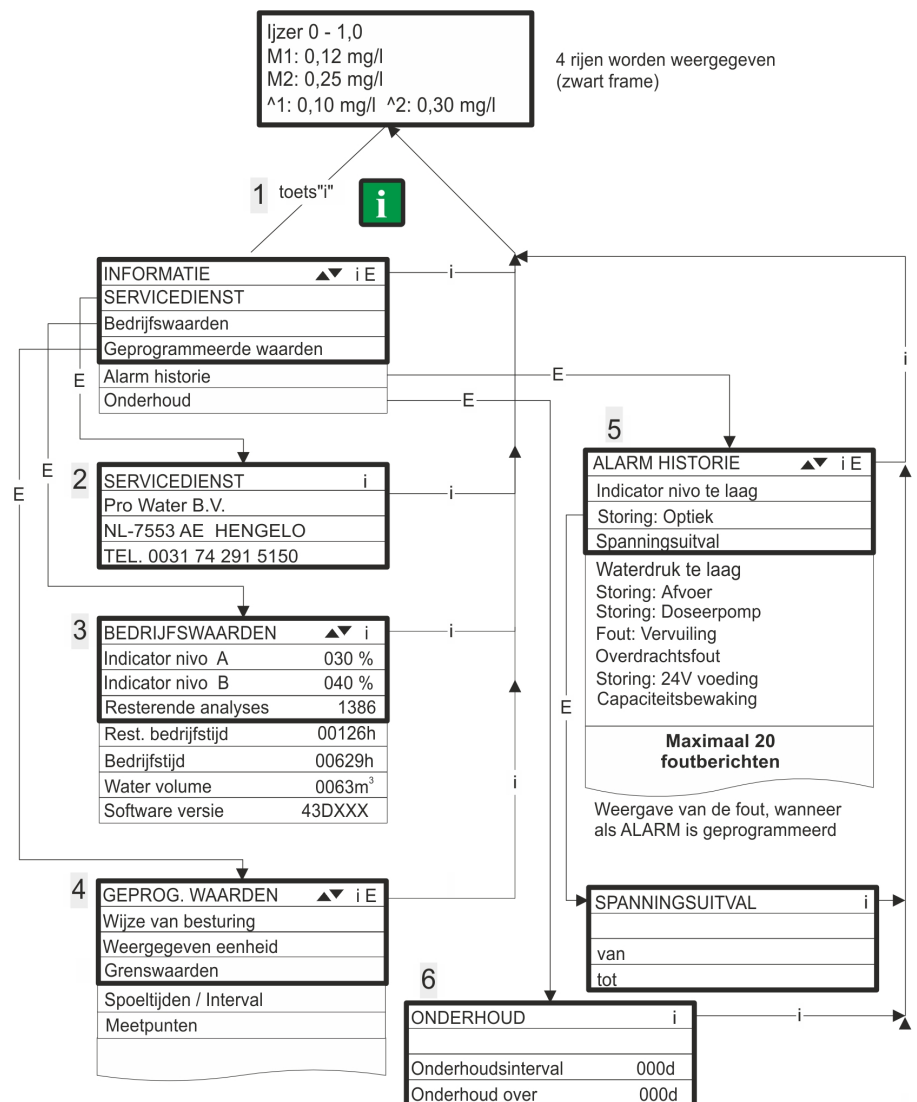 Ijzer 0 - 1,0
M1: 0,12 mg/l
M2: 0,25 mg/l
^1: 0,10 mg/l ^2: 0,30 mg/l
4 rijen worden weergegeven
(zwart frame)
1 toets"i"
i
INFORMATIE ▲▼ i E
SERVICEDIENST
Bedrijfswaarden
Geprogrammeerde waarden
Alarm historie
Onderhoud
i
i
E
E
E
E
E
2
SERVICEDIENST i
Pro Water B.V.
NL-7553 AE HENGELO
TEL. 0031 74 291 5150
i
3
BEDRIJFSWAARDEN ▲▼ i
Indicator nivo A 030 %
Indicator nivo B 040 %
Resterende analyses 1386
Rest. bedrijfstijd 00126h
Bedrijfstijd 00629h
Water volume 0063m³
Software versie 43DXXX
i
i
4
GEPROG. WAARDEN ▲▼ i E
Wijze van besturing
Weergegeven eenheid
Grenswaarden
Spoeltijden / Interval
Meetpunten
5
ALARM HISTORIE ▲▼ i E
Indicator nivo te laag
Storing: Optiek
Spanningsuitval
Waterdruk te laag
Storing: Afvoer
Storing: Doseerpomp
Fout: Vervuiling
Overdrachtsfout
Storing: 24V voeding
Capaciteitsbewaking
Maximaal 20
foutberichten
Weergave van de fout, wanneer
als ALARM is geprogrammeerd
E
SPANNINGSUITVAL i
van
tot
6
ONDERHOUD i
Onderhoudsinterval 000d
Onderhoud over 000d
i